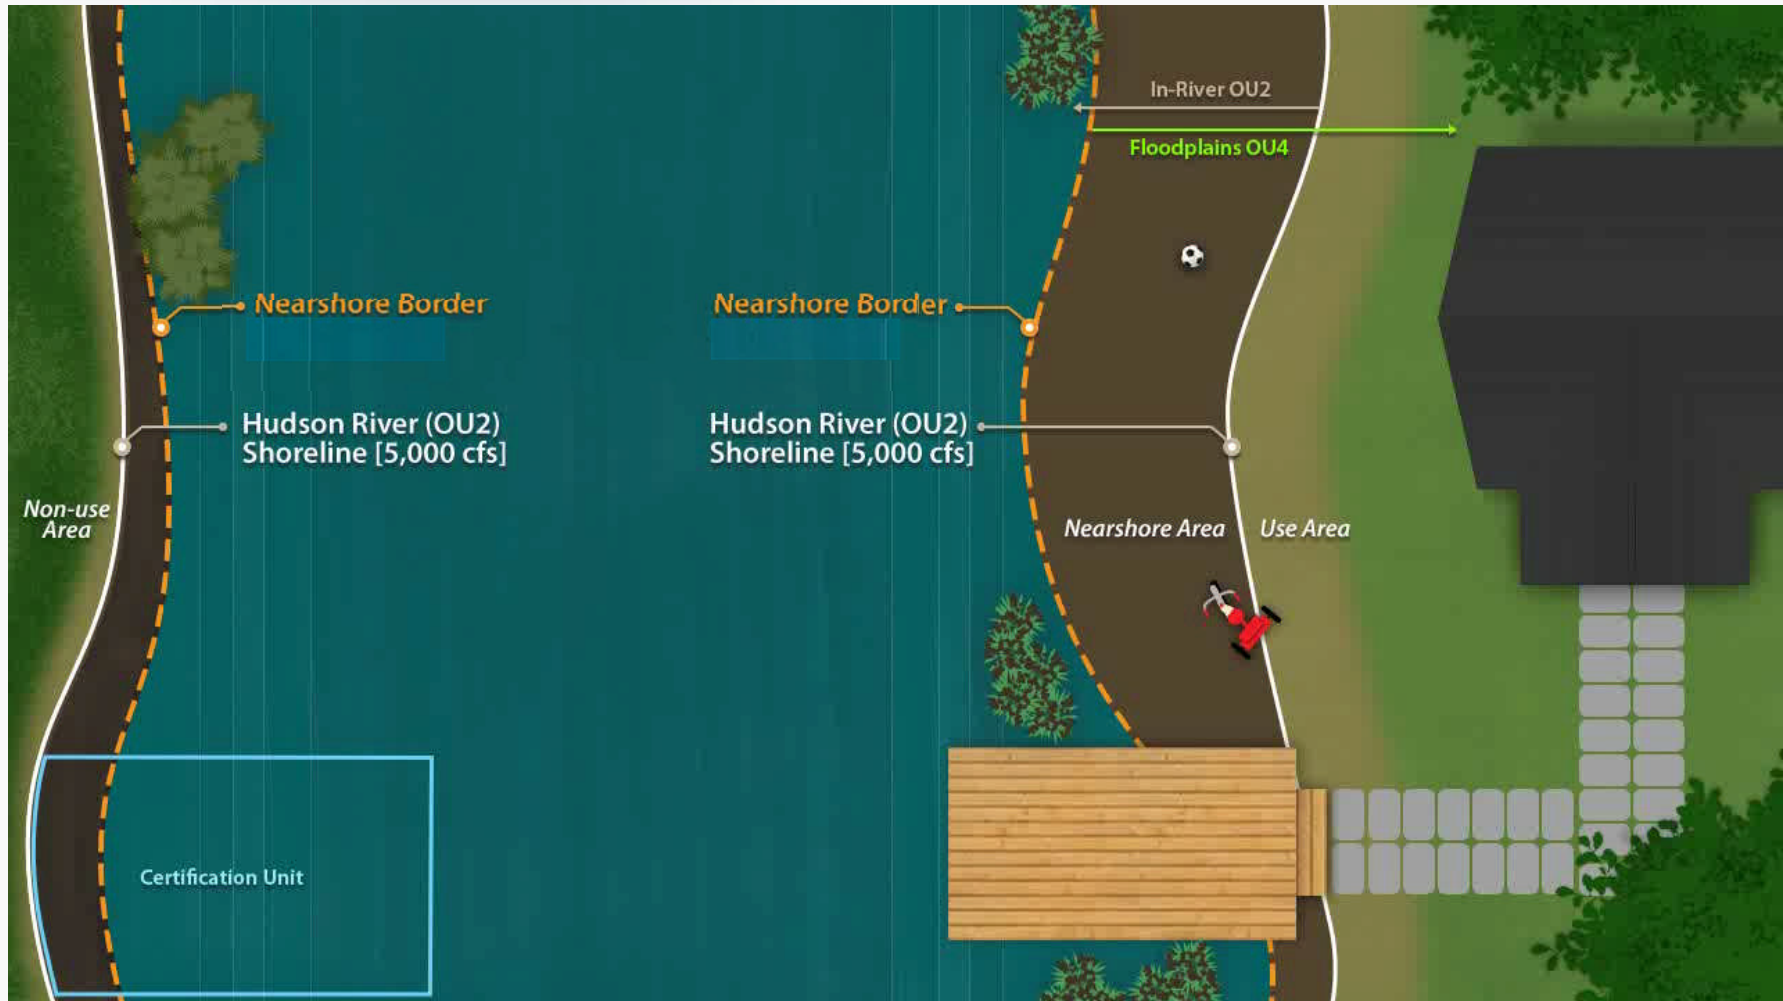 In-River OU2
Floodplains OU4
Nearshore Border
Nearshore Border
Hudson River (OU2)
Shoreline [5,000 cfs]
Hudson River (OU2)
Shoreline [5,000 cfs]
Non-use
Area
Nearshore Area
Use Area
Certification Unit